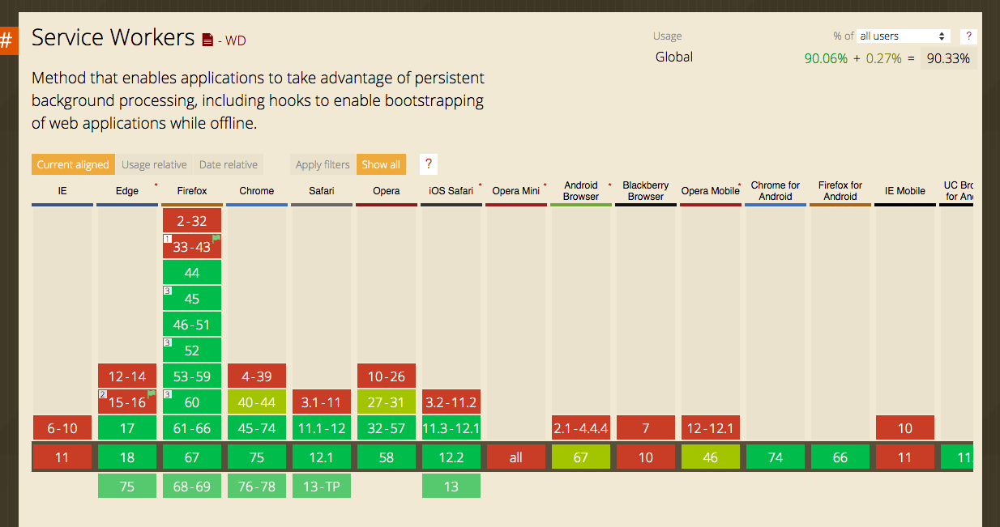 #
Service Workers - WD
Usage % of all users ?
Global 90.06% + 0.27% = 90.33%
Method that enables applications to take advantage of persistent
background processing, including hooks to enable bootstrapping
of web applications while offline.
Current aligned Usage relative Date relative Apply filters Show all ?
IE Edge * Firefox Chrome Safari Opera iOS Safari * Opera Mini * Android Browser * Blackberry Browser Opera Mobile * Chrome for Android Firefox for Android IE Mobile UC Bro for An
2-32
1 33-43
44
3 45
46-51
3 52
12-14 53-59 4-39 10-26
2 15-16 3 60 40-44 3.1-11 27-31 3.2-11.2
6-10 17 61-66 45-74 11.1-12 32-57 11.3-12.1 2.1-4.4.4 7 12-12.1 10
11 18 67 75 12.1 58 12.2 all 67 10 46 74 66 11 11.
75 68-69 76-78 13-TP 13